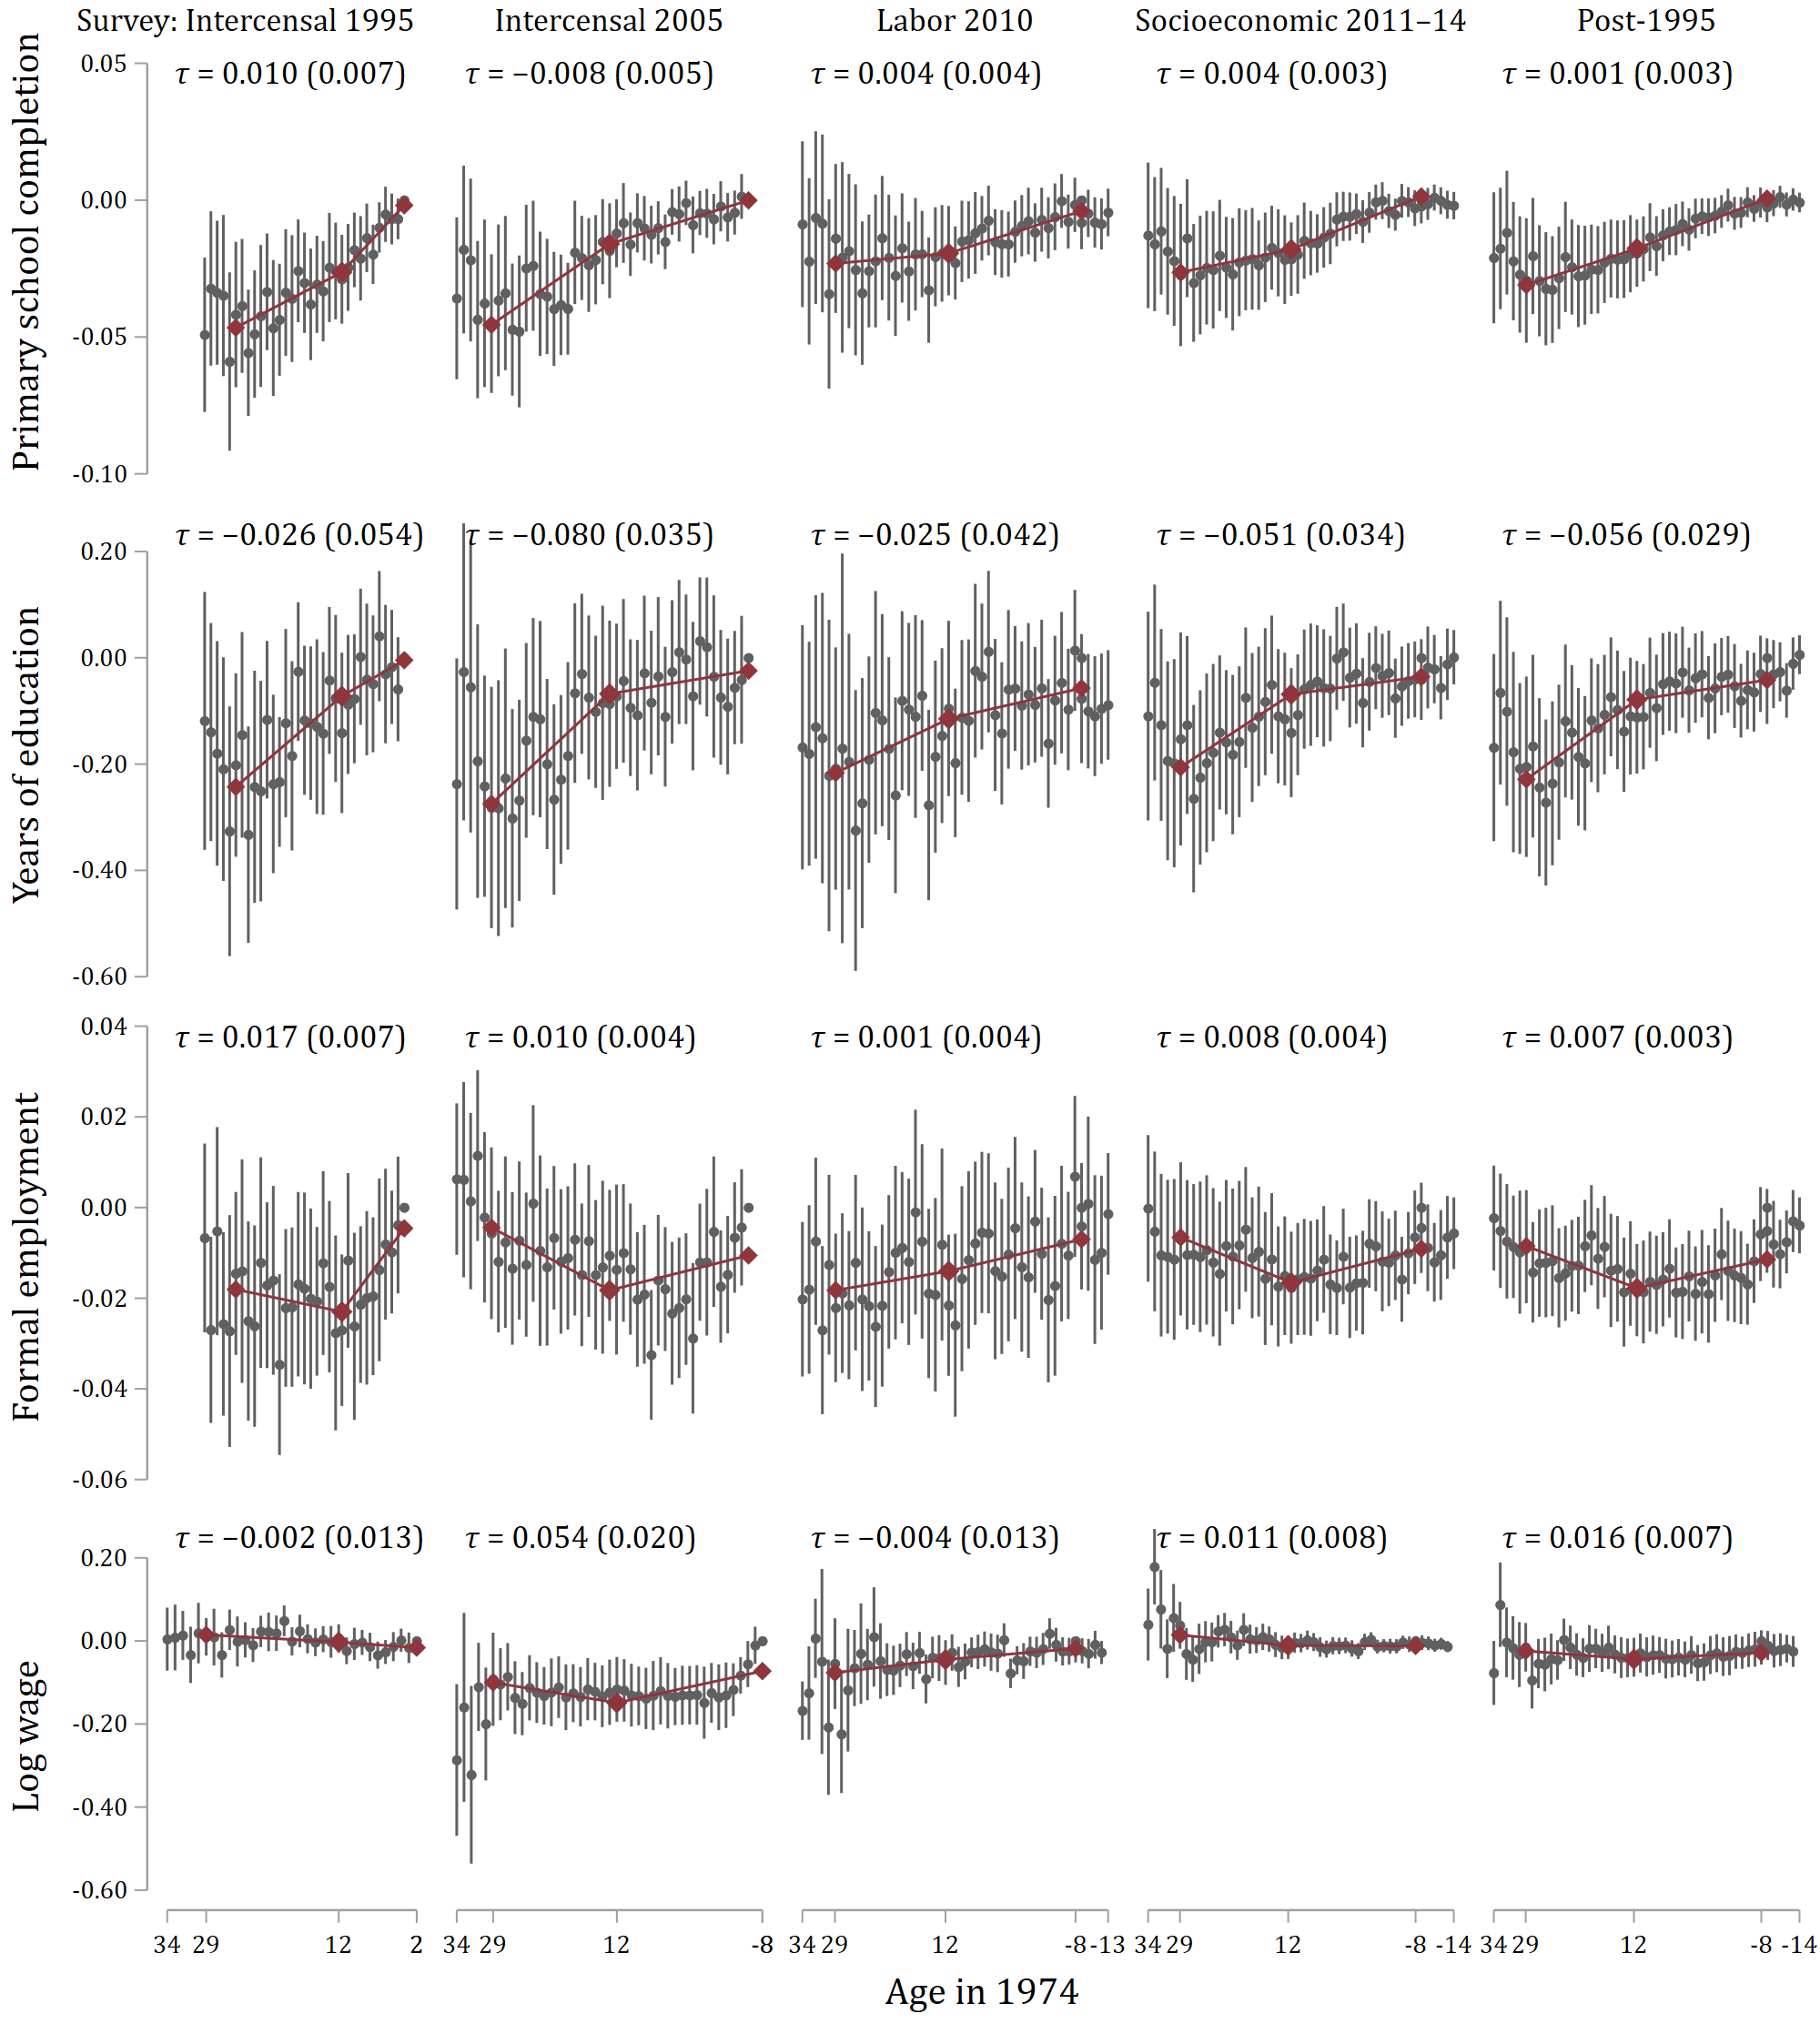 Survey: Intercensal 1995 Intercensal 2005 Labor 2010 Socioeconomic 2011–14 Post-1995
Primary school completion
0.05
0.00
-0.05
-0.10
τ = 0.010 (0.007) τ = −0.008 (0.005) τ = 0.004 (0.004) τ = 0.004 (0.003) τ = 0.001 (0.003)
Years of education
0.20
0.00
-0.20
-0.40
-0.60
τ = −0.026 (0.054) τ = −0.080 (0.035) τ = −0.025 (0.042) τ = −0.051 (0.034) τ = −0.056 (0.029)
Formal employment
0.04
0.02
0.00
-0.02
-0.04
-0.06
τ = 0.017 (0.007) τ = 0.010 (0.004) τ = 0.001 (0.004) τ = 0.008 (0.004) τ = 0.007 (0.003)
Log wage
0.20
0.00
-0.20
-0.40
-0.60
τ = −0.002 (0.013) τ = 0.054 (0.020) τ = −0.004 (0.013) τ = 0.011 (0.008) τ = 0.016 (0.007)
34 29 12 2 34 29 12 -8 34 29 12 -8 -13 34 29 12 -8 -14 34 29 12 -8 -14
Age in 1974